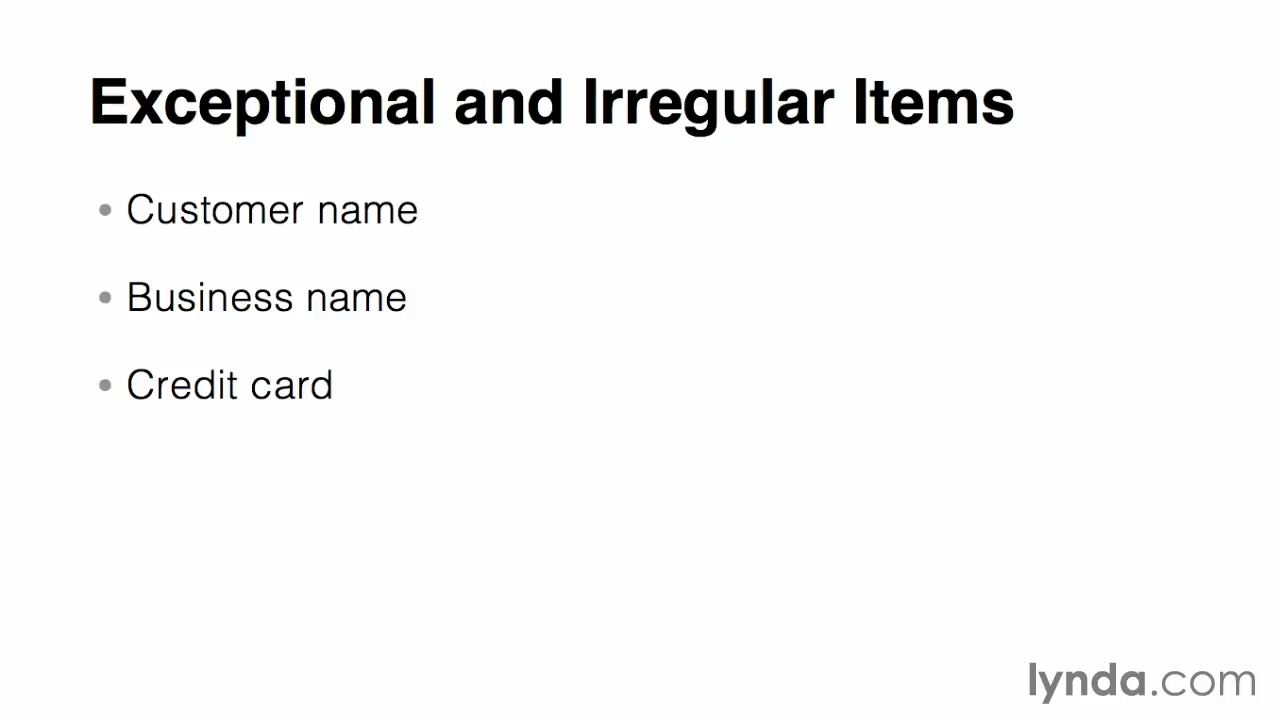 Exceptional and Irregular Items
• Customer name
• Business name
• Credit card
lynda.com